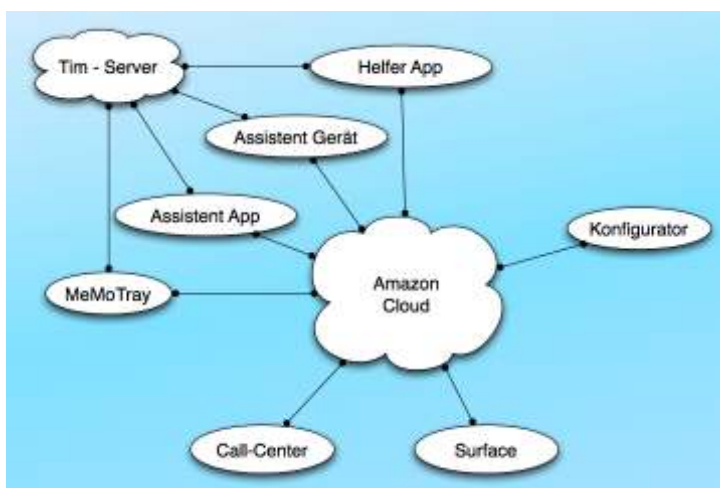 Tim - Server
Helfer App
Assistent Gerät
Assistent App
Konfigurator
MeMoTray
Amazon
Cloud
Call-Center
Surface